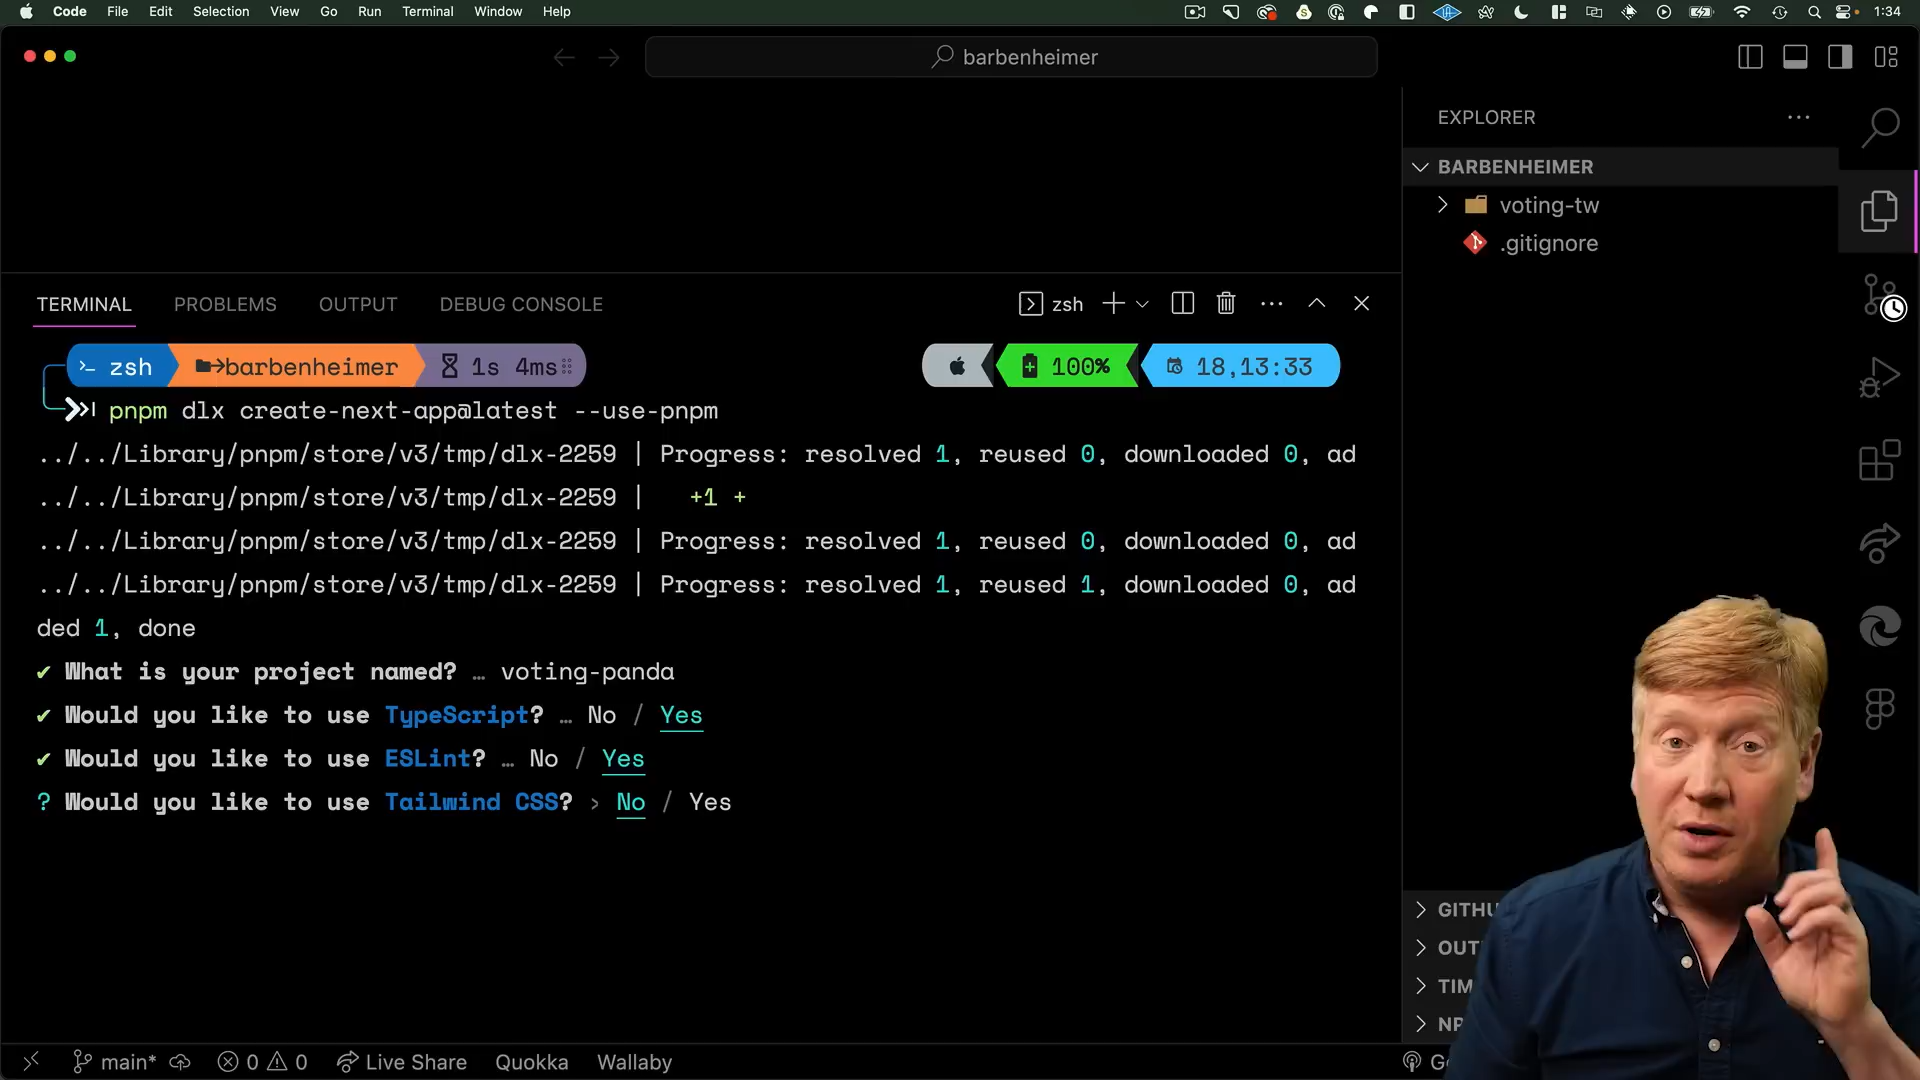 Code File Edit Selection View Go Run Terminal Window Help 1:34
barbenheimer
EXPLORER
BARBENHEIMER
voting-tw
.gitignore
TERMINAL PROBLEMS OUTPUT DEBUG CONSOLE zsh
zsh barbenheimer 1s 4ms 100% 18,13:33
pnpm dlx create-next-app@latest --use-pnpm
../../Library/pnpm/store/v3/tmp/dlx-2259 | Progress: resolved 1, reused 0, downloaded 0, ad
../../Library/pnpm/store/v3/tmp/dlx-2259 | +1 +
../../Library/pnpm/store/v3/tmp/dlx-2259 | Progress: resolved 1, reused 0, downloaded 0, ad
../../Library/pnpm/store/v3/tmp/dlx-2259 | Progress: resolved 1, reused 1, downloaded 0, ad
ded 1, done
✔ What is your project named? … voting-panda
✔ Would you like to use TypeScript? … No / Yes
✔ Would you like to use ESLint? … No / Yes
? Would you like to use Tailwind CSS? › No / Yes
GITHU
OUT
TIM
NP
main* 0 0 Live Share Quokka Wallaby Go